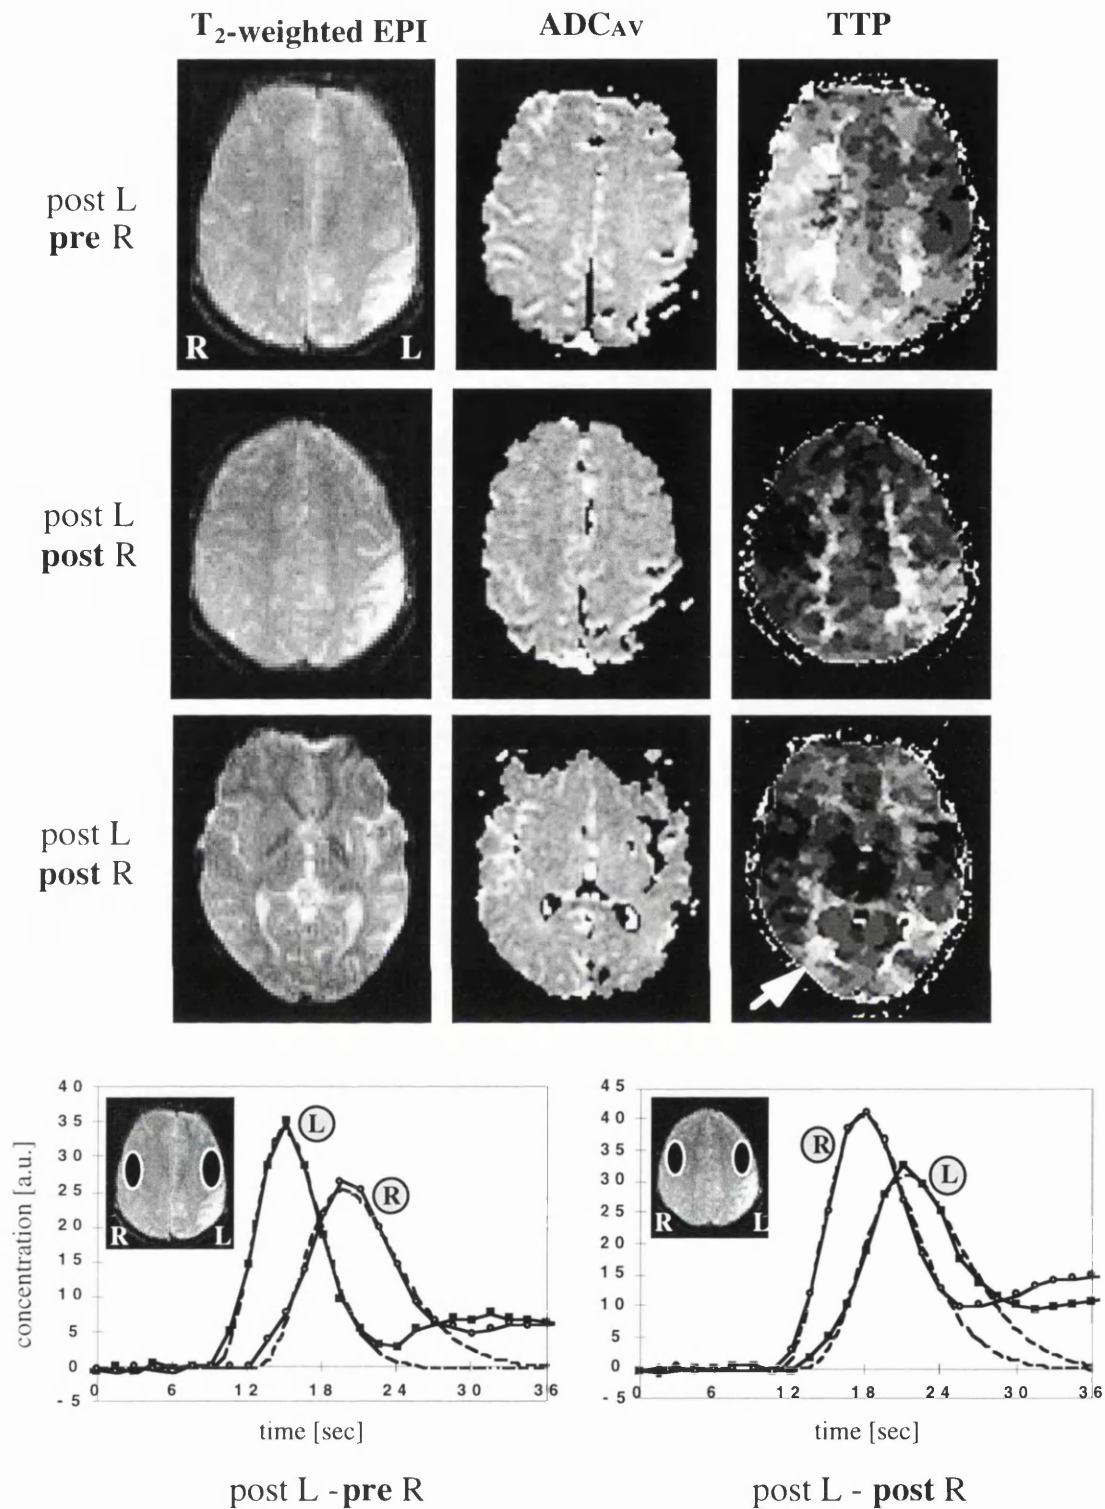 T2-weighted EPI ADCAV TTP
post L
pre R
R L
post L
post R
post L
post R
40
35
30
25
20
15
10
5
0
-5
0 6 12 18 24 30 36
concentration [a.u.]
time [sec]
L
R
R L
post L - pre R
45
40
35
30
25
20
15
10
5
0
-5
0 6 12 18 24 30 36
time [sec]
R
L
R L
post L - post R